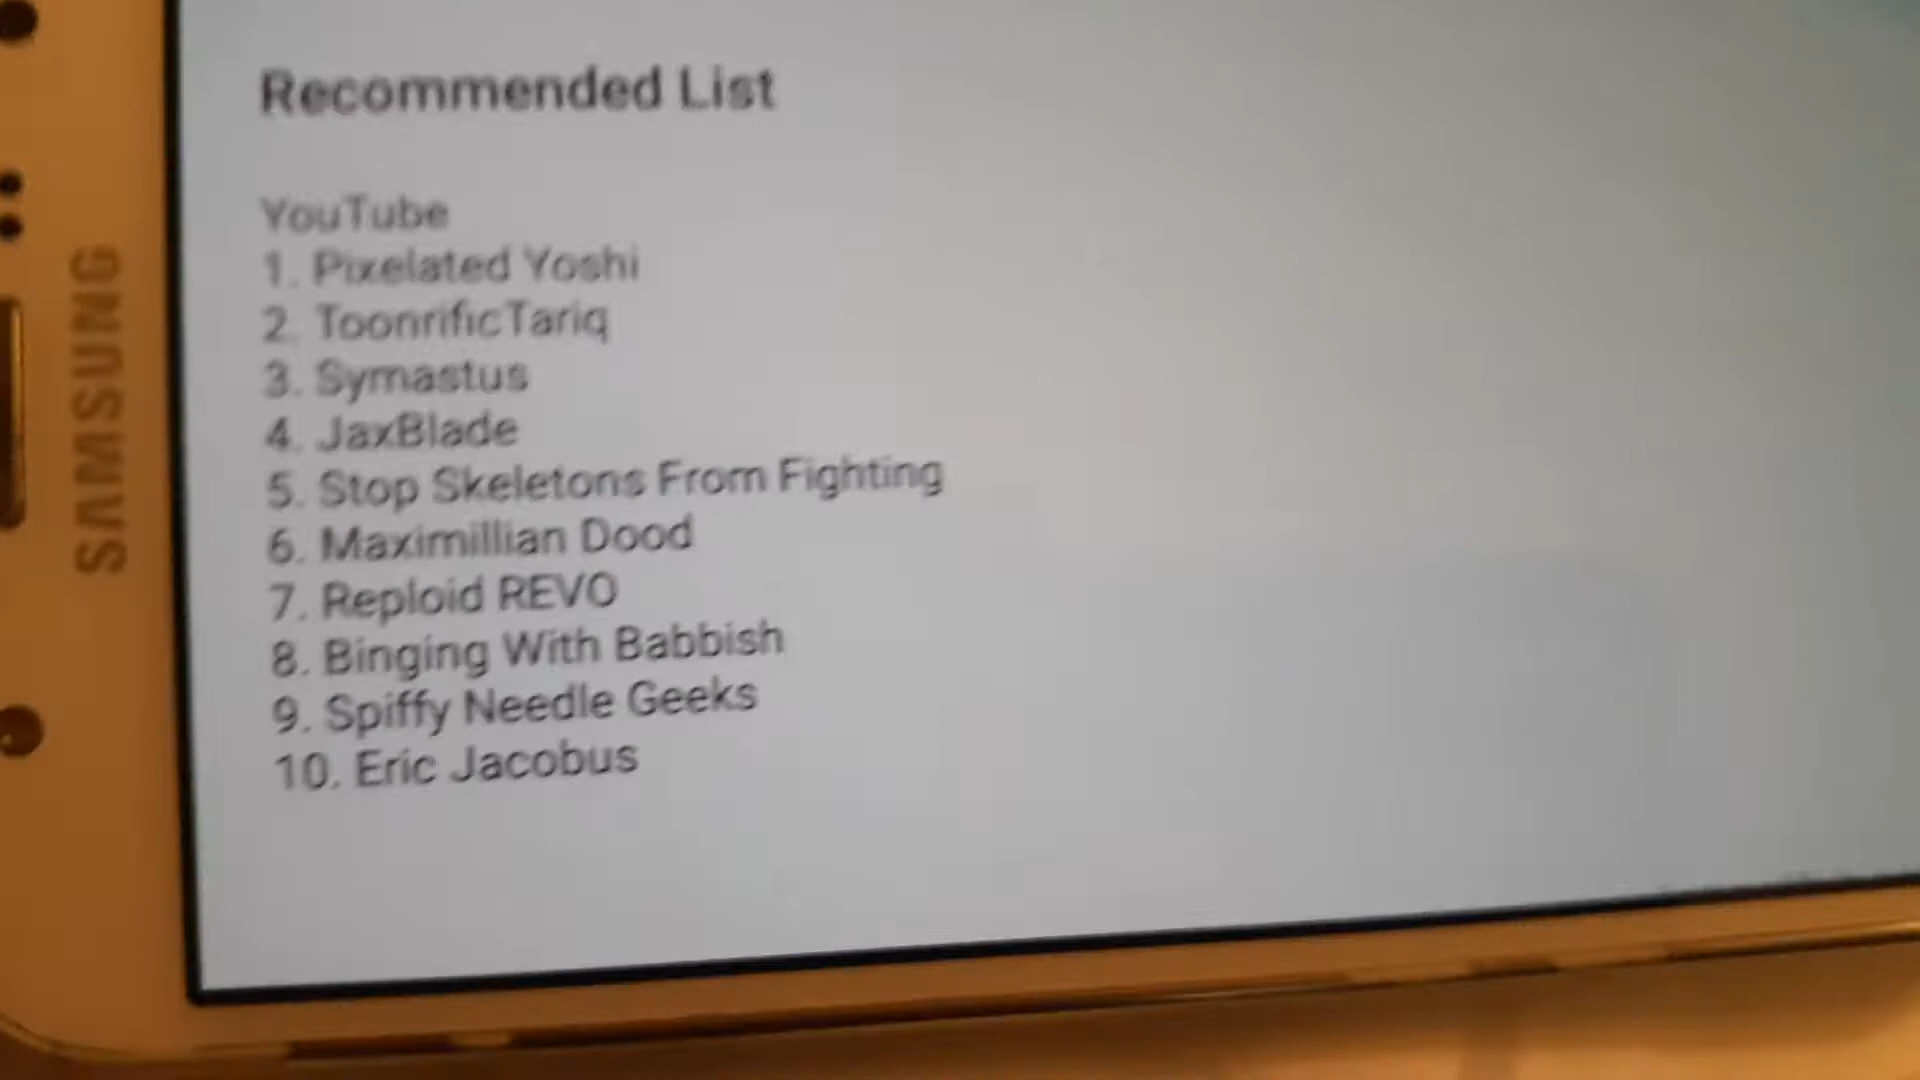 SAMSUNG
Recommended List
YouTube
1. Pixelated Yoshi
2. ToonrificTariq
3. Symastus
4. JaxBlade
5. Stop Skeletons From Fighting
6. Maximillian Dood
7. Reploid REVO
8. Binging With Babbish
9. Spiffy Needle Geeks
10. Eric Jacobus